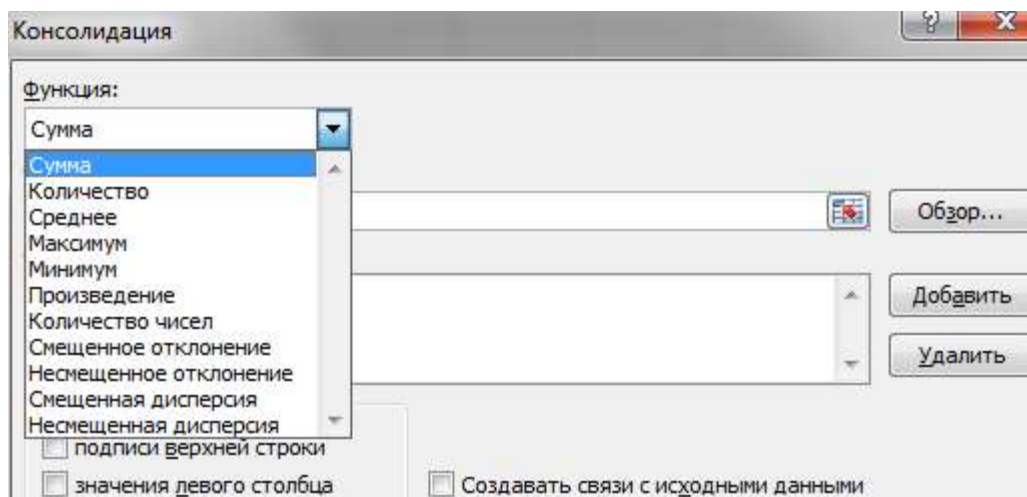 Консолидация
?
X
Функция:
Сумма
Сумма
Количество
Среднее
Максимум
Минимум
Произведение
Количество чисел
Смещенное отклонение
Несмещенное отклонение
Смещенная дисперсия
Несмещенная дисперсия
Обзор...
Добавить
Удалить
подписи верхней строки
значения левого столбца
Создавать связи с исходными данными